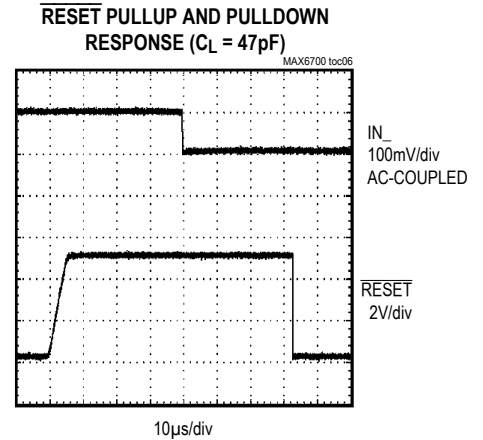 RESET PULLUP AND PULLDOWN
RESPONSE (CL = 47pF)
MAX6700 toc06
IN_
100mV/div
AC-COUPLED
RESET
2V/div
10µs/div